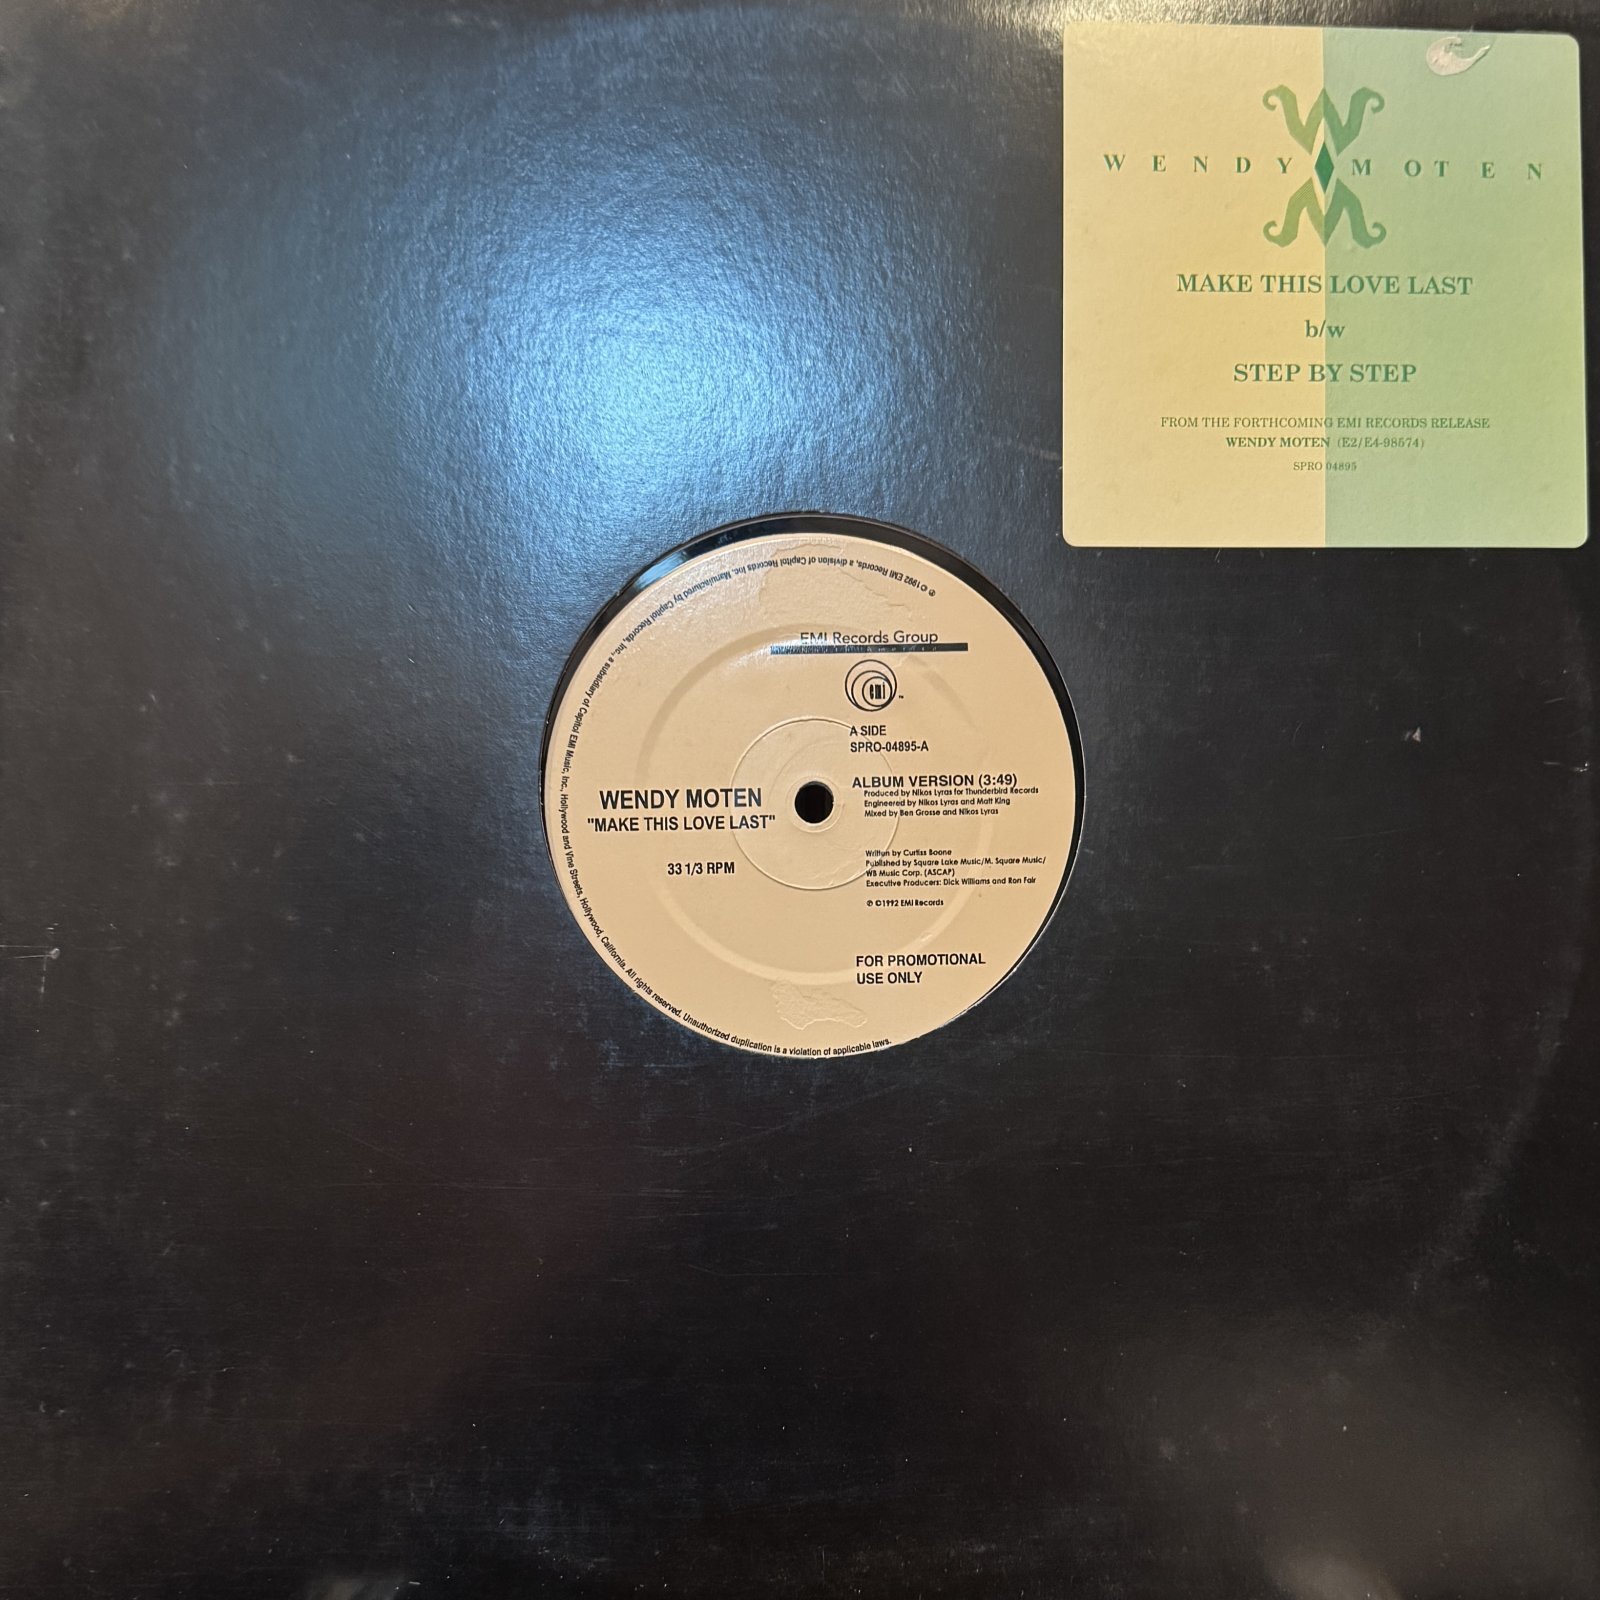 WENDY MOTEN
MAKE THIS LOVE LAST
b/w
STEP BY STEP
FROM THE FORTHCOMING EMI RECORDS RELEASE
WENDY MOTEN (E2/E4-98574)
SPRO 04895
EMI Records Group
emi
A SIDE
SPRO-04895-A
ALBUM VERSION (3:49)
Produced by Nikos Lyras for Thunderbird Records
Engineered by Nikos Lyras and Matt King
Mixed by Ben Grosse and Nikos Lyras
WENDY MOTEN
"MAKE THIS LOVE LAST"
33 1/3 RPM
Written by Curtiss Boone
Published by Square Lake Music/M. Square Music/
WB Music Corp. (ASCAP)
Executive Producers: Dick Williams and Ron Fair
℗ ©1992 EMI Records
FOR PROMOTIONAL
USE ONLY
℗ ©1992 EMI Records, a division of Capitol Records Inc. Manufactured by Capitol Records, Inc., a subsidiary of Capitol EMI Music, Inc., Hollywood and Vine Streets, Hollywood, California. All rights reserved. Unauthorized duplication is a violation of applicable laws.